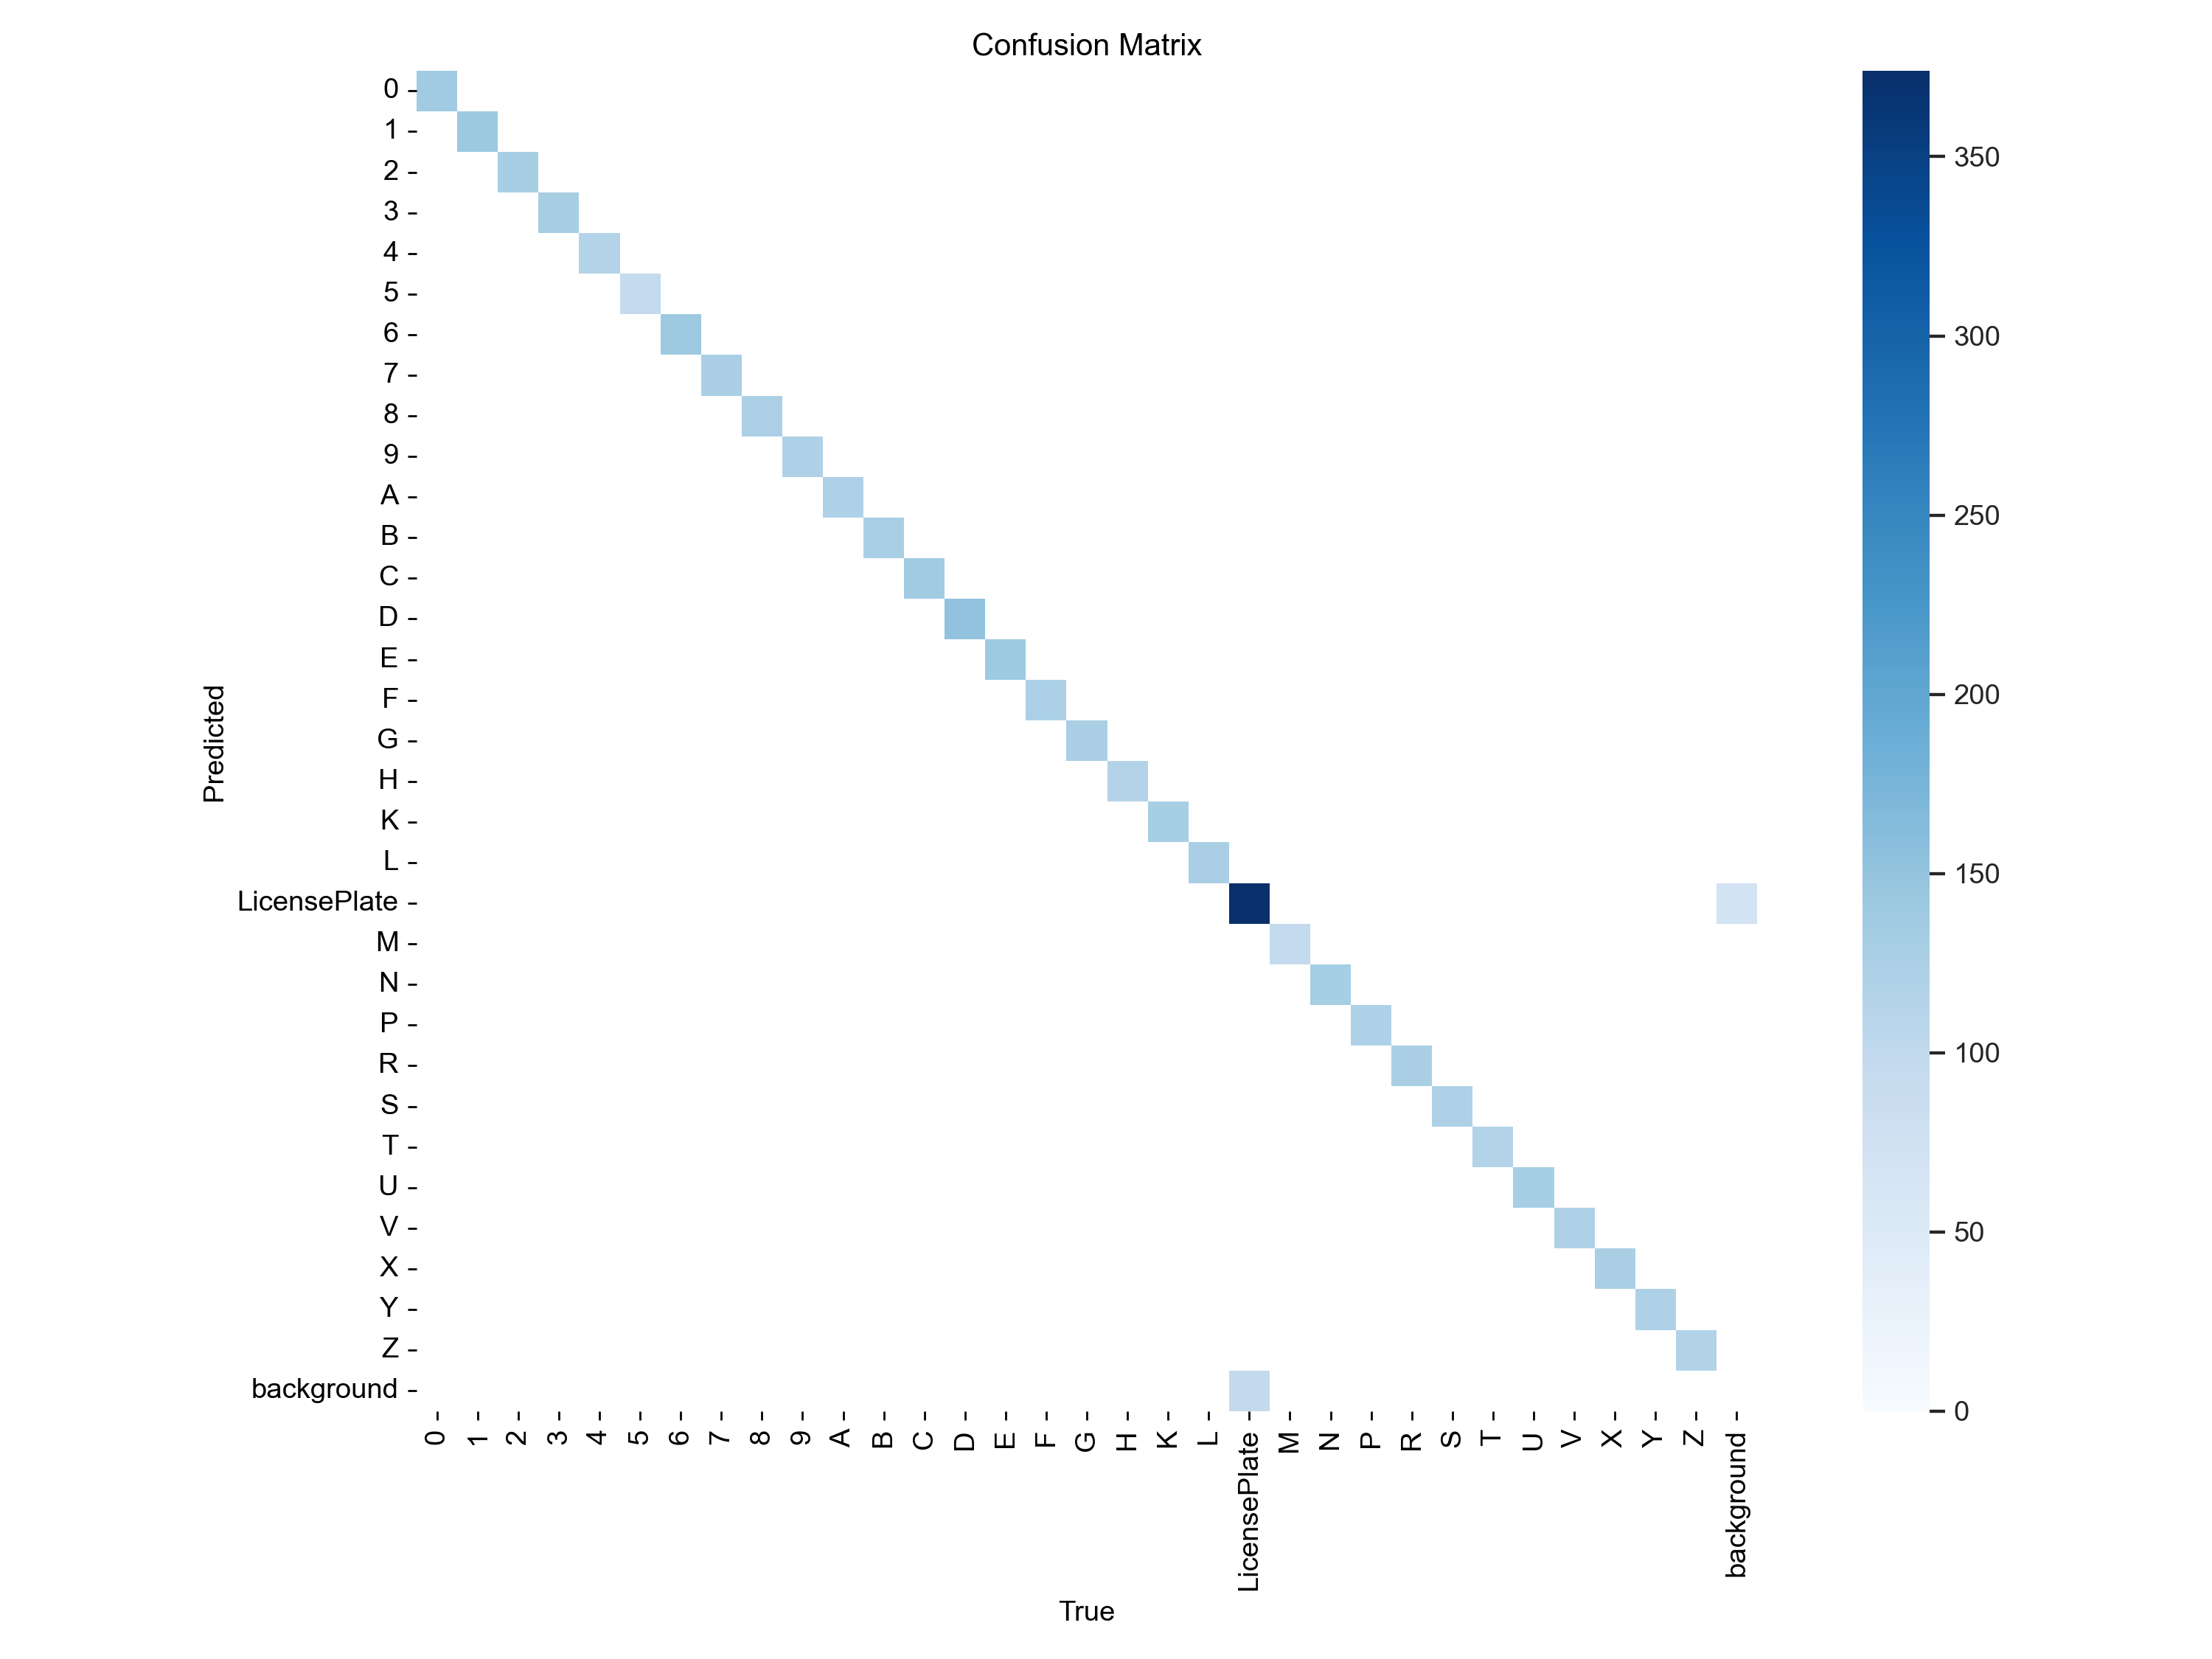 Confusion Matrix
0
1
2
3
4
5
6
7
8
9
A
B
C
D
E
F
G
H
K
L
LicensePlate
M
N
P
R
S
T
U
V
X
Y
Z
background
Predicted
0 1 2 3 4 5 6 7 8 9 A B C D E F G H K L LicensePlate M N P R S T U V X Y Z background
True
350
300
250
200
150
100
50
0